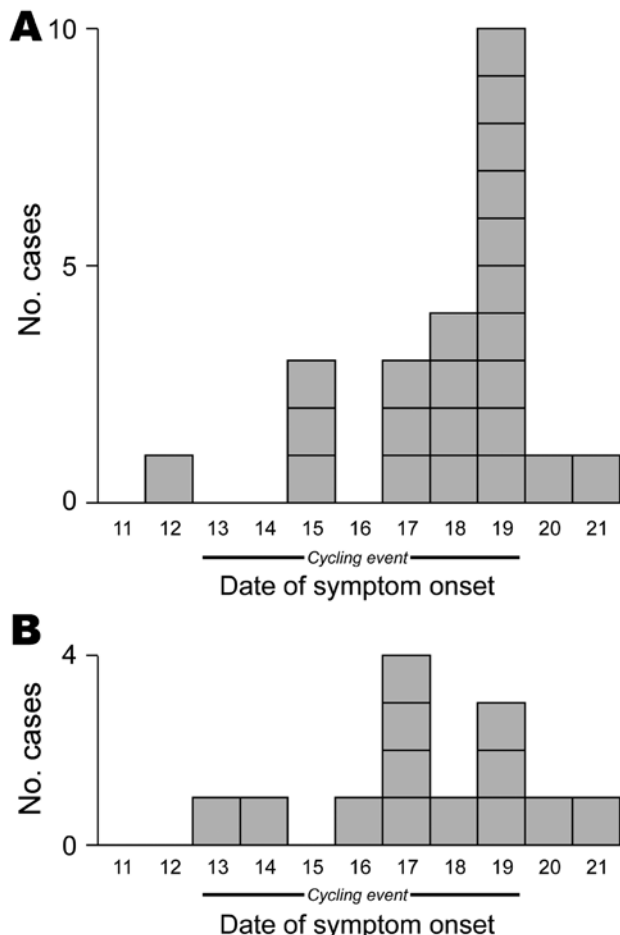 A
10
5
0
No. cases
11 12 13 14 15 16 17 18 19 20 21
Cycling event
Date of symptom onset
B
4
0
No. cases
11 12 13 14 15 16 17 18 19 20 21
Cycling event
Date of symptom onset